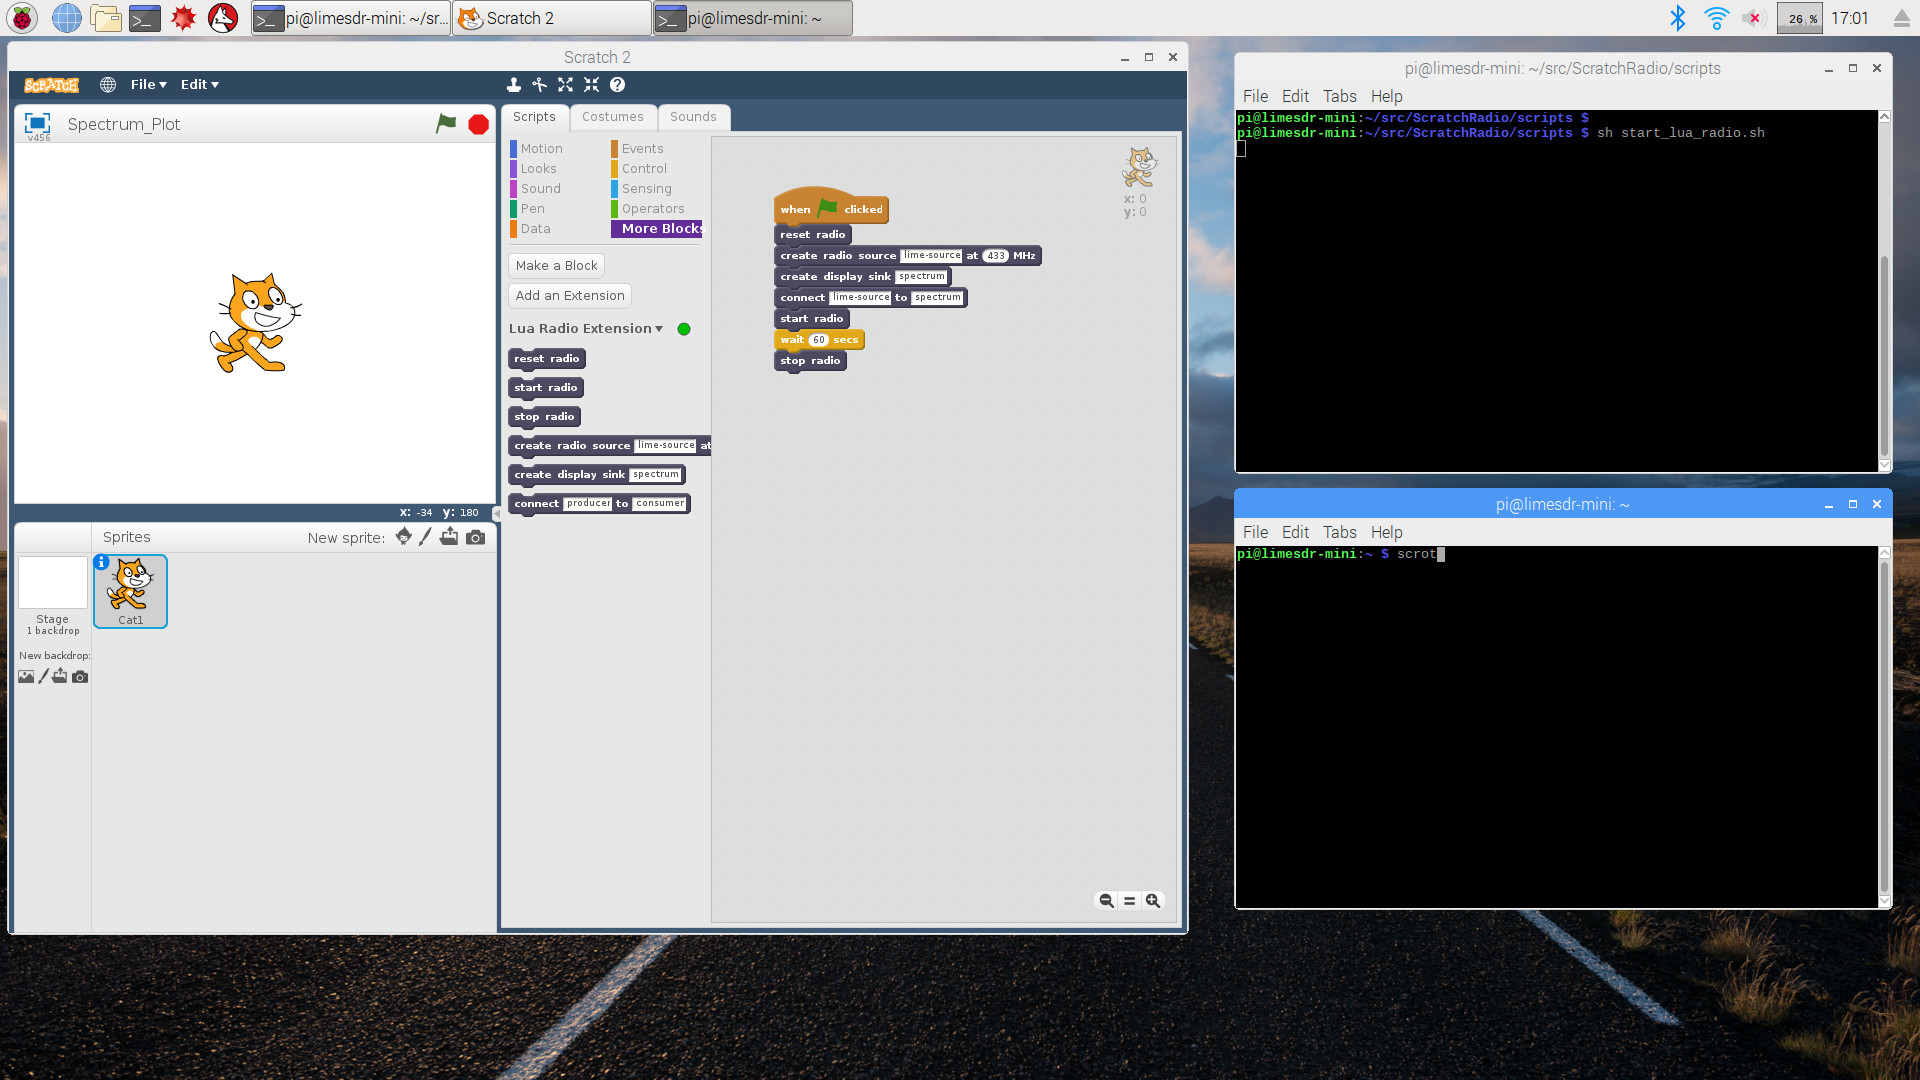 pi@limesdr-mini: ~/sr...
Scratch 2
pi@limesdr-mini: ~
26 %
17:01
Scratch 2
SCRATCH
File ▾
Edit ▾
v456
Spectrum_Plot
x: -34 y: 180
Sprites
New sprite:
Stage
1 backdrop
New backdrop:
Cat1
Scripts
Costumes
Sounds
Motion
Events
Looks
Control
Sound
Sensing
Pen
Operators
Data
More Blocks
Make a Block
Add an Extension
Lua Radio Extension ▾
reset radio
start radio
stop radio
create radio source lime-source at
create display sink spectrum
connect producer to consumer
when clicked
reset radio
create radio source lime-source at 433 MHz
create display sink spectrum
connect lime-source to spectrum
start radio
wait 60 secs
stop radio
x: 0
y: 0
pi@limesdr-mini: ~/src/ScratchRadio/scripts
File Edit Tabs Help
pi@limesdr-mini:~/src/ScratchRadio/scripts $
pi@limesdr-mini:~/src/ScratchRadio/scripts $ sh start_lua_radio.sh
pi@limesdr-mini: ~
File Edit Tabs Help
pi@limesdr-mini:~ $ scrot